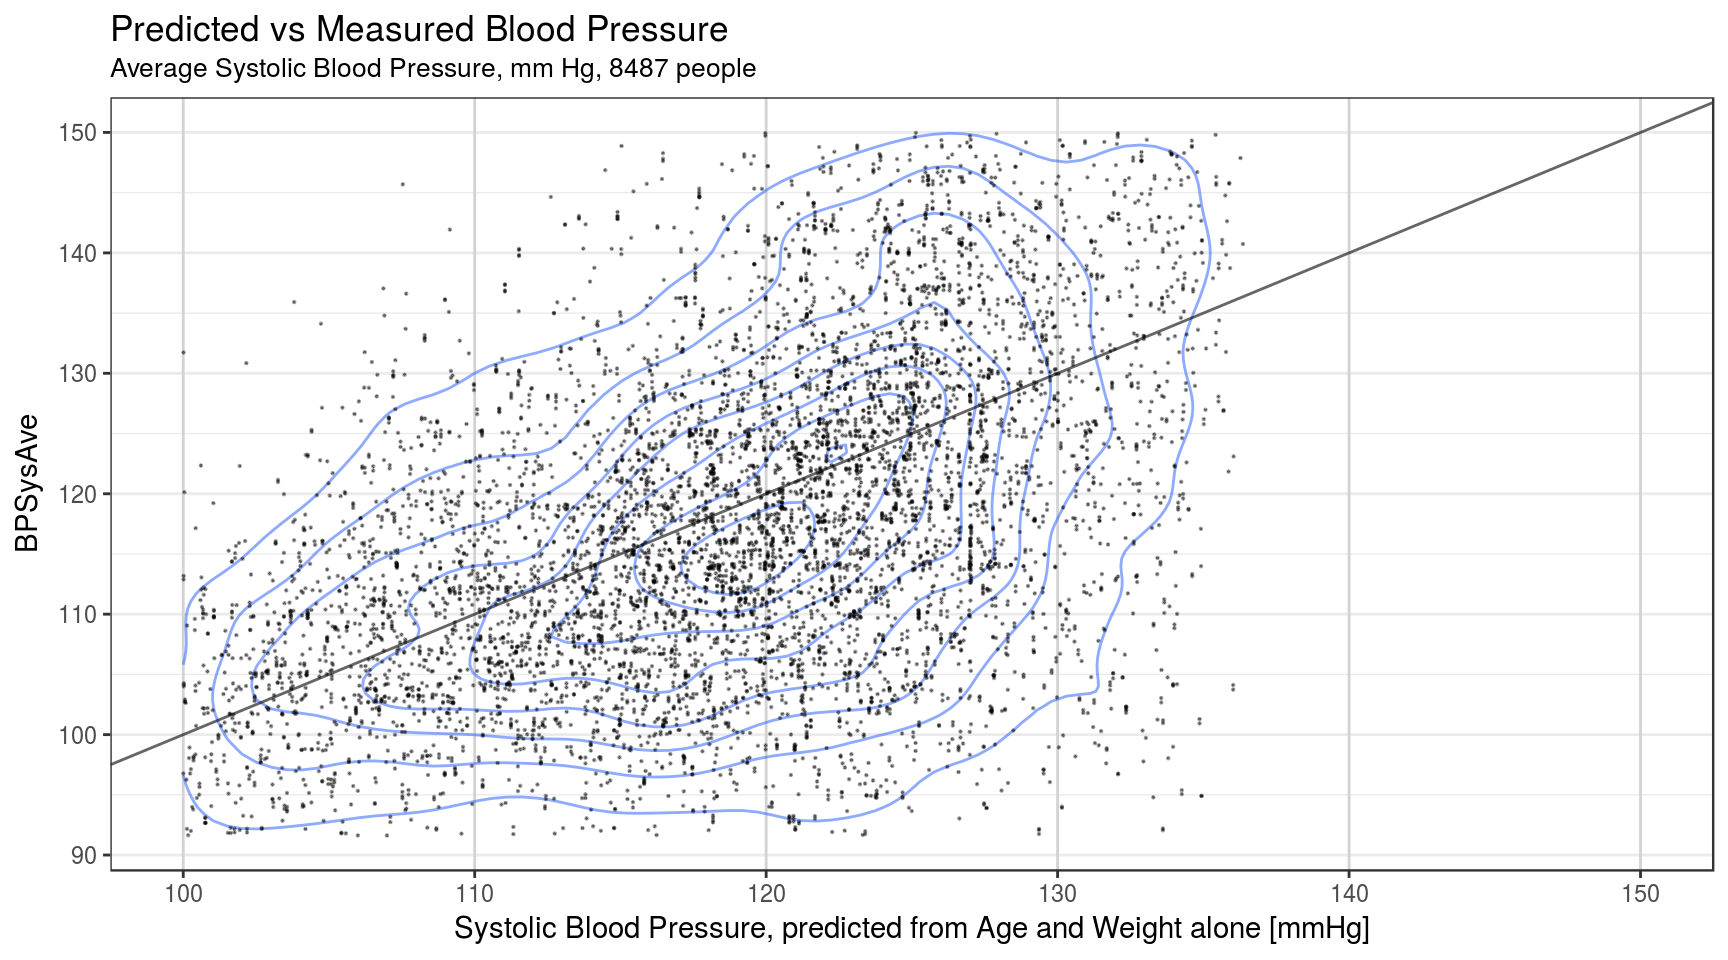 Predicted vs Measured Blood Pressure
Average Systolic Blood Pressure, mm Hg, 8487 people
150
140
130
120
110
100
90
BPSysAve
100 110 120 130 140 150
Systolic Blood Pressure, predicted from Age and Weight alone [mmHg]